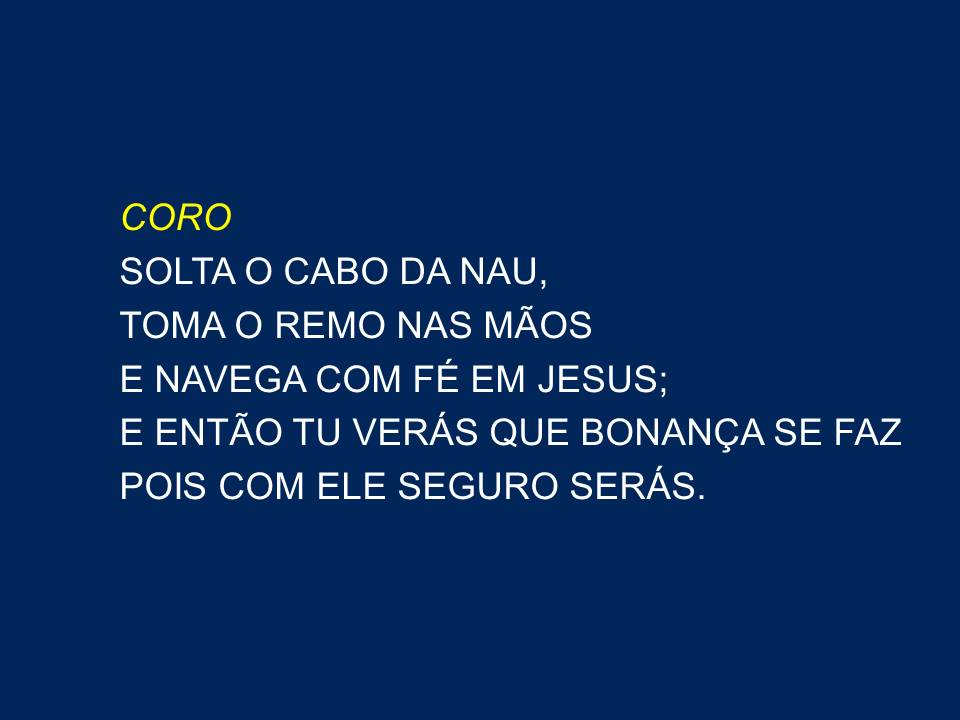 CORO
SOLTA O CABO DA NAU,
TOMA O REMO NAS MÃOS
E NAVEGA COM FÉ EM JESUS;
E ENTÃO TU VERÁS QUE BONANÇA SE FAZ
POIS COM ELE SEGURO SERÁS.